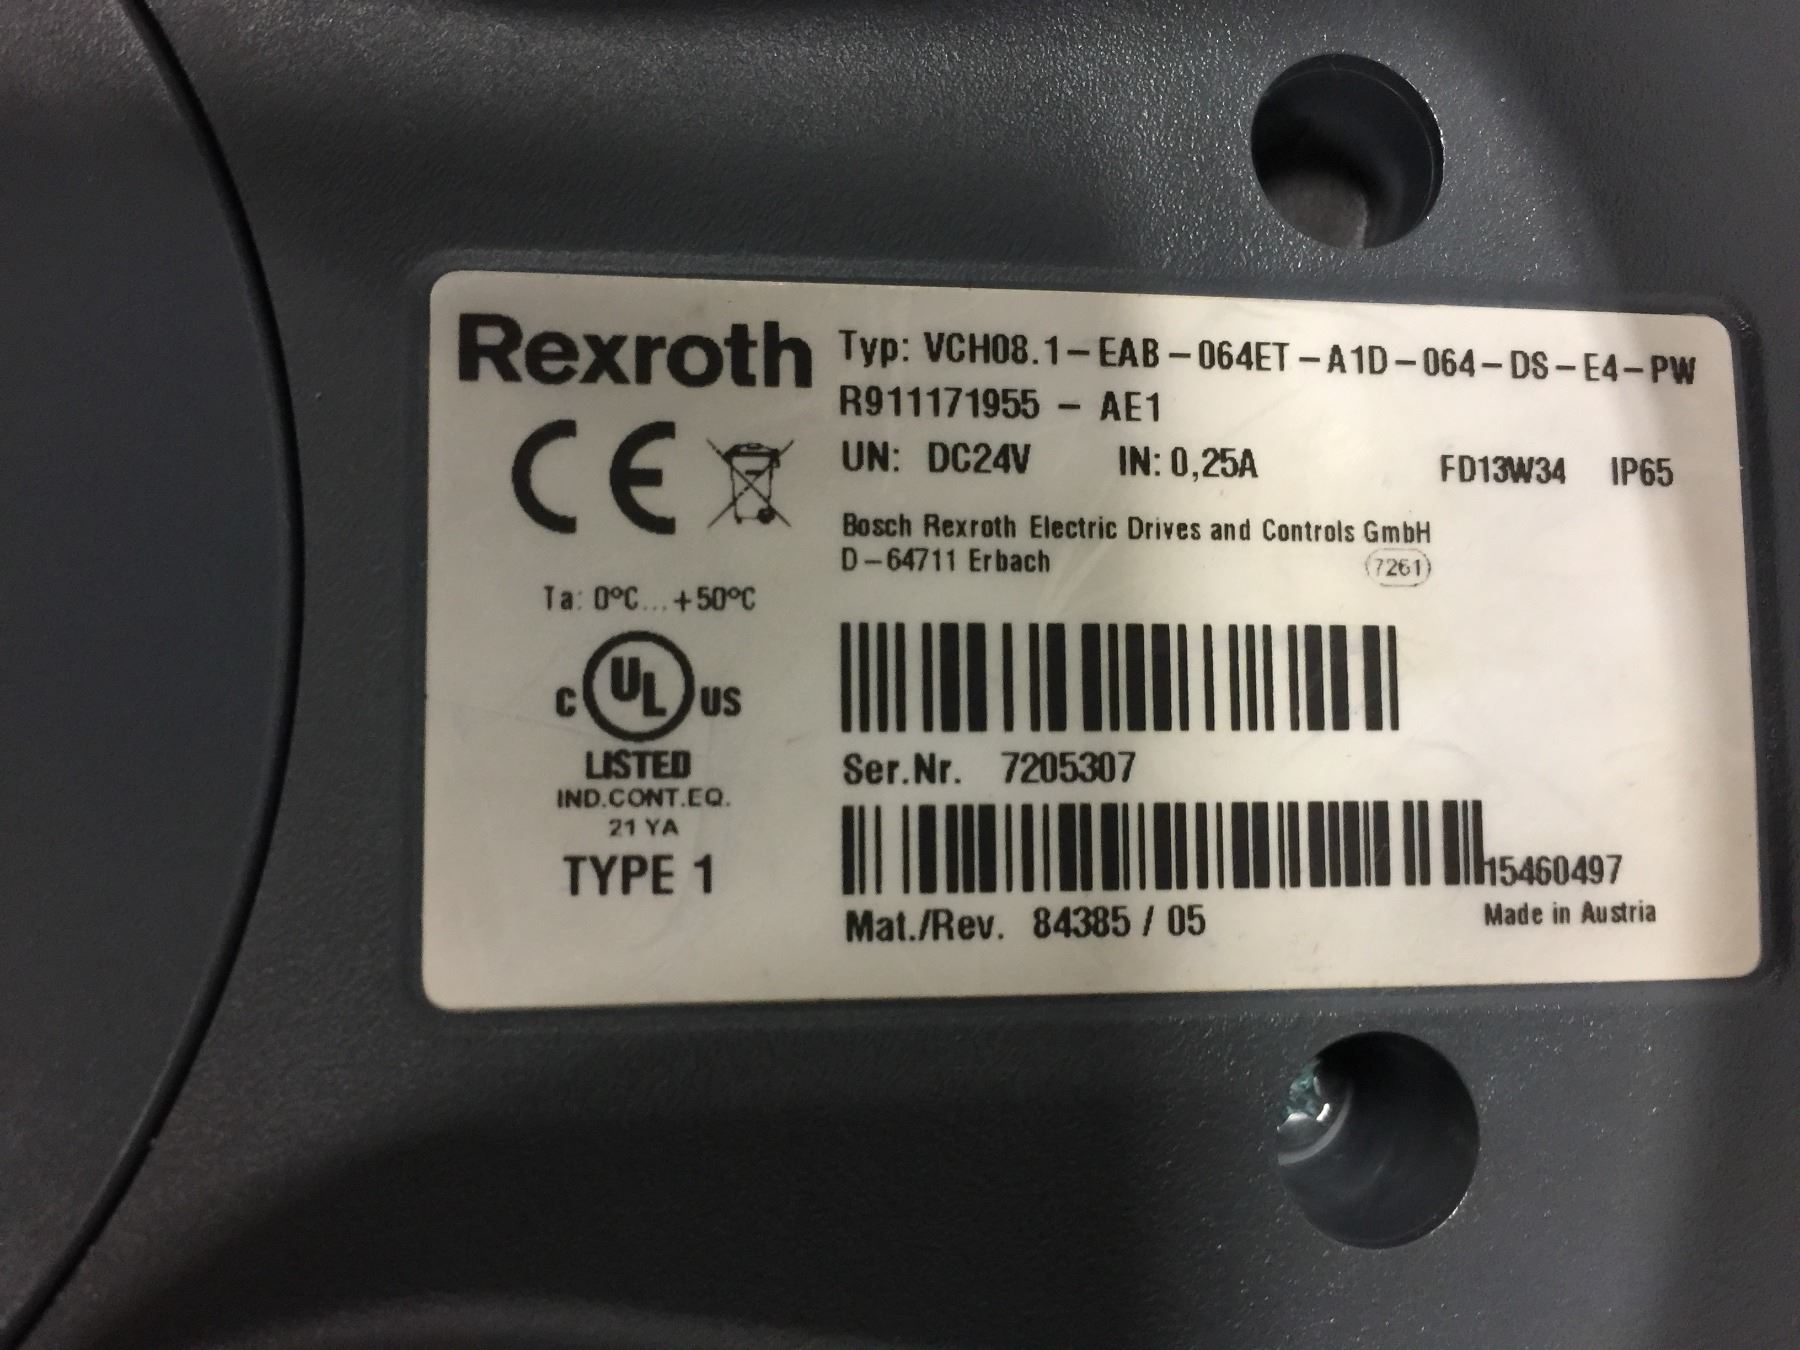 Rexroth
Typ: VCH08.1-EAB-064ET-A1D-064-DS-E4-PW
R911171955 - AE1
UN: DC24V IN: 0,25A FD13W34 IP65
Bosch Rexroth Electric Drives and Controls GmbH
D-64711 Erbach
7261
CE
Ta: 0°C...+50°C
C UL US
LISTED
IND.CONT.EQ.
21 YA
TYPE 1
Ser.Nr. 7205307
15460497
Mat./Rev. 84385 / 05
Made in Austria